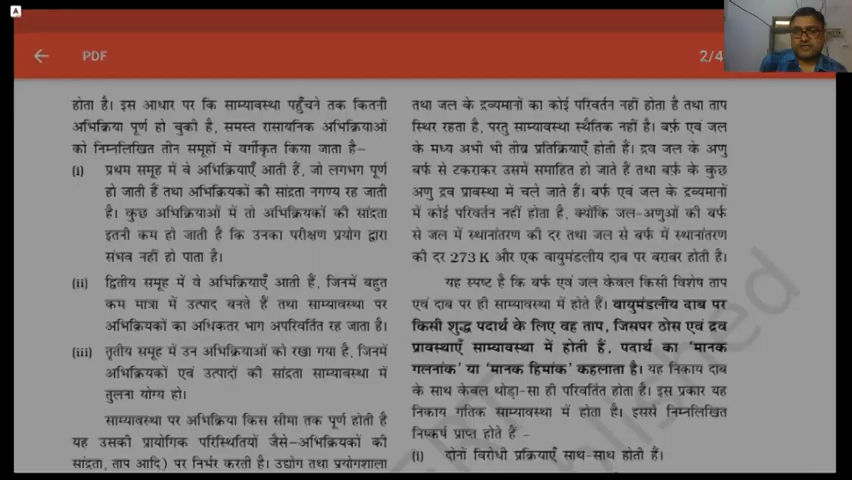 A
PDF
2/4
होता है। इस आधार पर कि साम्यावस्था पहुँचने तक कितनी
अभिक्रिया पूर्ण हो चुकी है, समस्त रासायनिक अभिक्रियाओं
को निम्नलिखित तीन समूहों में वर्गीकृत किया जाता है–
(i) प्रथम समूह में वे अभिक्रियाएँ आती हैं, जो लगभग पूर्ण
हो जाती हैं तथा अभिक्रियकों की सांद्रता नगण्य रह जाती
है। कुछ अभिक्रियाओं में तो अभिक्रियकों की सांद्रता
इतनी कम हो जाती है कि उनका परीक्षण प्रयोग द्वारा
संभव नहीं हो पाता है।
(ii) द्वितीय समूह में वे अभिक्रियाएँ आती हैं, जिनमें बहुत
कम मात्रा में उत्पाद बनते हैं तथा साम्यावस्था पर
अभिक्रियकों का अधिकतर भाग अपरिवर्तित रह जाता है।
(iii) तृतीय समूह में उन अभिक्रियाओं को रखा गया है, जिनमें
अभिक्रियकों एवं उत्पादों की सांद्रता साम्यावस्था में
तुलना योग्य हो।
साम्यावस्था पर अभिक्रिया किस सीमा तक पूर्ण होती है
यह उसकी प्रायोगिक परिस्थितियों जैसे–अभिक्रियकों की
सांद्रता, ताप आदि) पर निर्भर करती है। उद्योग तथा प्रयोगशाला
तथा जल के द्रव्यमानों का कोई परिवर्तन नहीं होता है तथा ताप
स्थिर रहता है, परंतु साम्यावस्था स्थैतिक नहीं है। बर्फ़ एवं जल
के मध्य अभी भी तीव्र प्रतिक्रियाएँ होती हैं। द्रव जल के अणु
बर्फ से टकराकर उसमें समाहित हो जाते हैं तथा बर्फ़ के कुछ
अणु द्रव प्रावस्था में चले जाते हैं। बर्फ एवं जल के द्रव्यमानों
में कोई परिवर्तन नहीं होता है, क्योंकि जल-अणुओं की बर्फ
से जल में स्थानांतरण की दर तथा जल से बर्फ में स्थानांतरण
की दर 273 K और एक वायुमंडलीय दाब पर बराबर होती है।
यह स्पष्ट है कि बर्फ एवं जल केवल किसी विशेष ताप
एवं दाब पर ही साम्यावस्था में होते हैं। वायुमंडलीय दाब पर
किसी शुद्ध पदार्थ के लिए वह ताप, जिसपर ठोस एवं द्रव
प्रावस्थाएँ साम्यावस्था में होती हैं, पदार्थ का 'मानक
गलनांक' या 'मानक हिमांक' कहलाता है। यह निकाय दाब
के साथ केवल थोड़ा-सा ही परिवर्तित होता है। इस प्रकार यह
निकाय गतिक साम्यावस्था में होता है। इससे निम्नलिखित
निष्कर्ष प्राप्त होते हैं –
(i) दोनों विरोधी प्रक्रियाएँ साथ-साथ होती हैं।